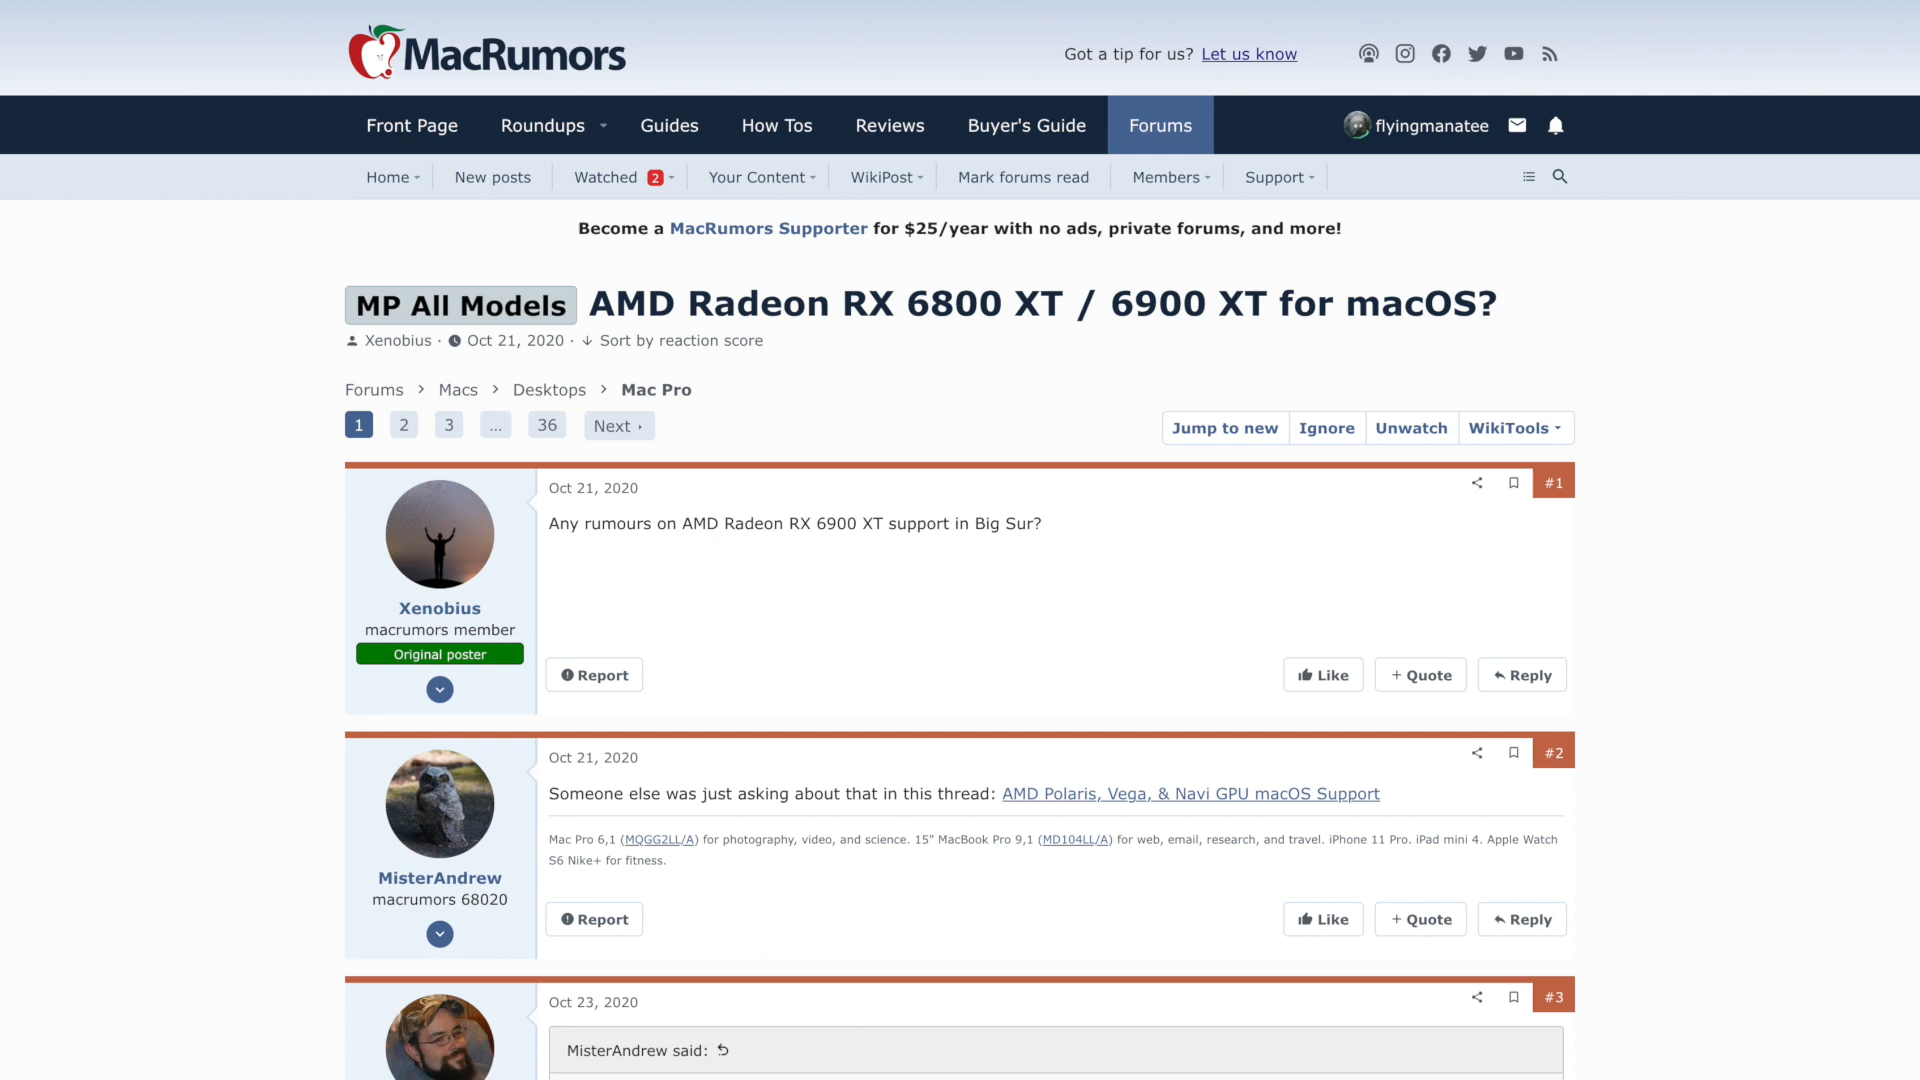 MacRumors
Got a tip for us? Let us know
Front Page Roundups How Tos Guides Reviews Buyer's Guide Forums flyingmanatee
Home New posts Watched 2 Your Content WikiPost Mark forums read Members Support
Become a MacRumors Supporter for $25/year with no ads, private forums, and more!
MP All Models AMD Radeon RX 6800 XT / 6900 XT for macOS?
Xenobius · Oct 21, 2020 · Sort by reaction score
Forums > Macs > Desktops > Mac Pro
1 2 3 ... 36 Next
Jump to new Ignore Unwatch WikiTools
Oct 21, 2020 #1
Any rumours on AMD Radeon RX 6900 XT support in Big Sur?
Xenobius
macrumors member
Original poster
Report Like + Quote Reply
Oct 21, 2020 #2
Someone else was just asking about that in this thread: AMD Polaris, Vega, & Navi GPU macOS Support
Mac Pro 6,1 (MQGG2LL/A) for photography, video, and science. 15" MacBook Pro 9,1 (MD104LL/A) for web, email, research, and travel. iPhone 11 Pro. iPad mini 4. Apple Watch
S6 Nike+ for fitness.
MisterAndrew
macrumors 68020
Report Like + Quote Reply
Oct 23, 2020 #3
MisterAndrew said: